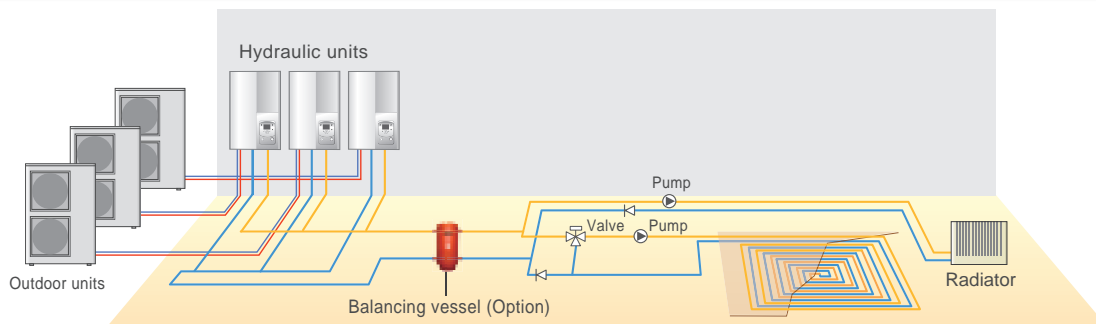 Hydraulic units
Pump
Valve
Pump
Outdoor units
Balancing vessel (Option)
Radiator